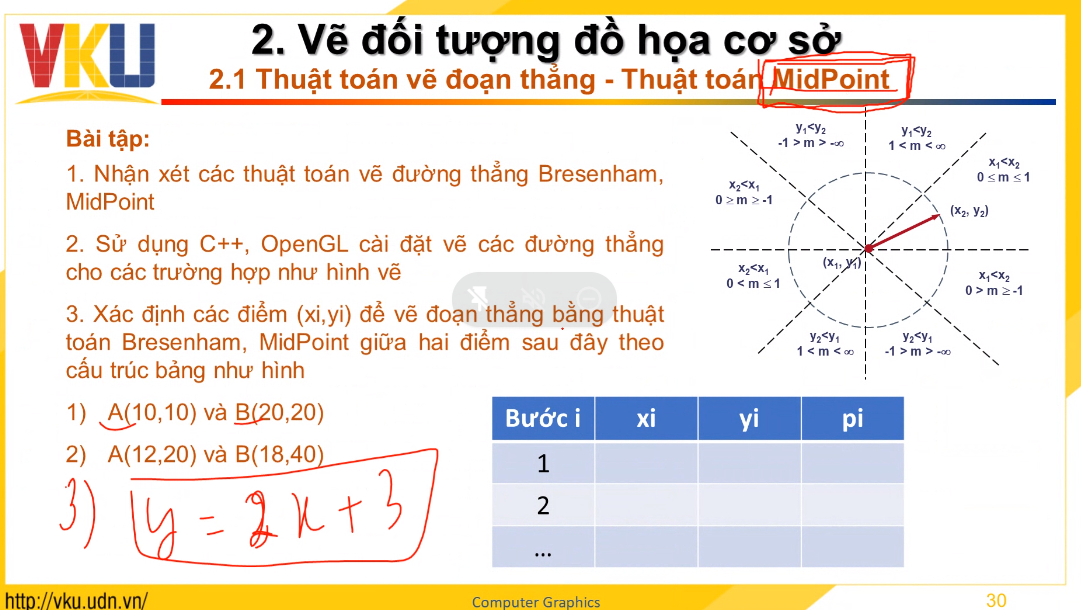 VKU
2. Vẽ đối tượng đồ họa cơ sở
2.1 Thuật toán vẽ đoạn thẳng - Thuật toán MidPoint
Bài tập:
1. Nhận xét các thuật toán vẽ đường thẳng Bresenham,
MidPoint
2. Sử dụng C++, OpenGL cài đặt vẽ các đường thẳng
cho các trường hợp như hình vẽ
3. Xác định các điểm (xi,yi) để vẽ đoạn thẳng bằng thuật
toán Bresenham, MidPoint giữa hai điểm sau đây theo
cấu trúc bảng như hình
1) A(10,10) và B(20,20)
2) A(12,20) và B(18,40)
3) y = 2x + 3
y₁<y₂
-1 > m > -∞
y₁<y₂
1 < m < ∞
x₁<x₂
0 ≤ m ≤ 1
x₂<x₁
0 ≥ m ≥ -1
(x₂, y₂)
(x₁, y₁)
x₂<x₁
0 < m ≤ 1
x₁<x₂
0 > m ≥ -1
y₂<y₁
1 < m < ∞
y₂<y₁
-1 > m > -∞
Bước i xi yi pi
1
2
...
http://vku.udn.vn/
Computer Graphics
30